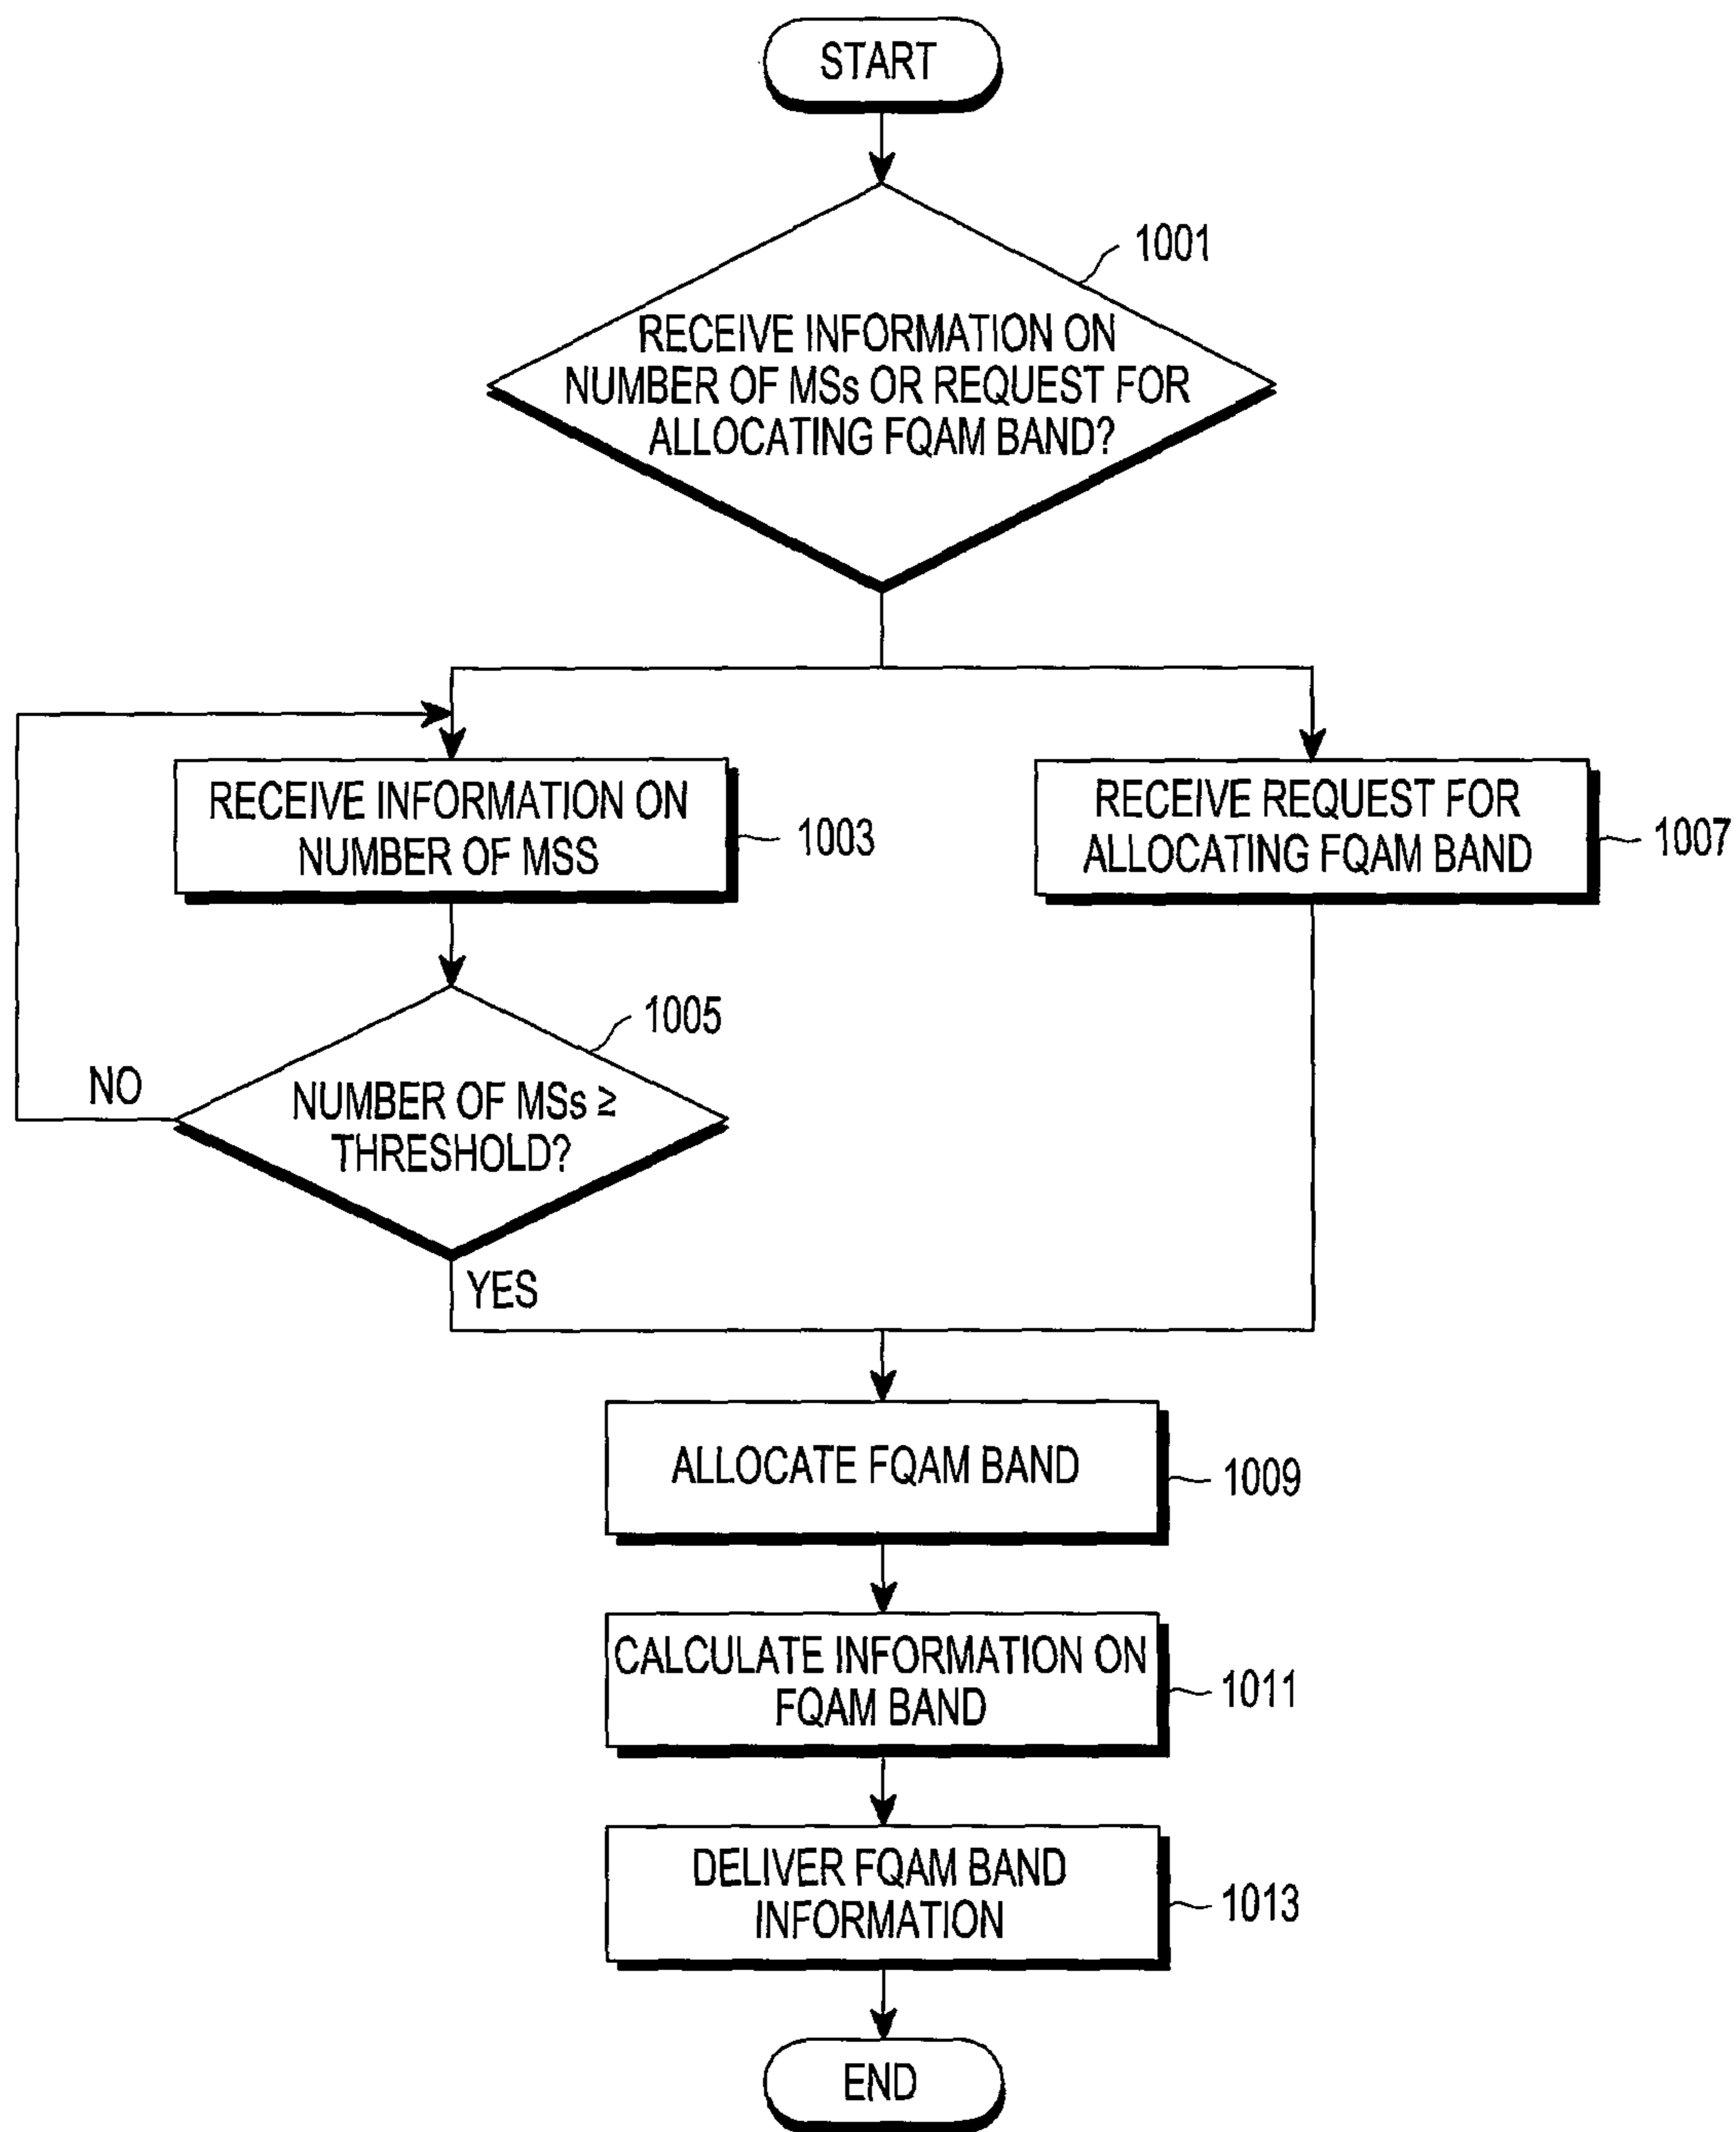 START
1001
RECEIVE INFORMATION ON
NUMBER OF MSs OR REQUEST FOR
ALLOCATING FQAM BAND?
RECEIVE INFORMATION ON
NUMBER OF MSS
1003
RECEIVE REQUEST FOR
ALLOCATING FQAM BAND
1007
1005
NO
NUMBER OF MSs ≥
THRESHOLD?
YES
ALLOCATE FQAM BAND
1009
CALCULATE INFORMATION ON
FQAM BAND
1011
DELIVER FQAM BAND
INFORMATION
1013
END